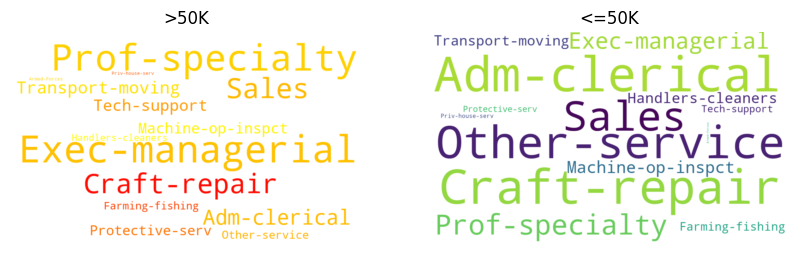 >50K
Prof-specialty
Armed-Forces
Priv-house-serv
Transport-moving
Sales
Tech-support
Machine-op-inspct
Handlers-cleaners
Exec-managerial
Craft-repair
Farming-fishing
Adm-clerical
Protective-serv
Other-service
<=50K
Transport-moving
Exec-managerial
Adm-clerical
Handlers-cleaners
Protective-serv
Tech-support
Priv-house-serv
Sales
Other-service
Machine-op-inspct
Craft-repair
Prof-specialty
Farming-fishing